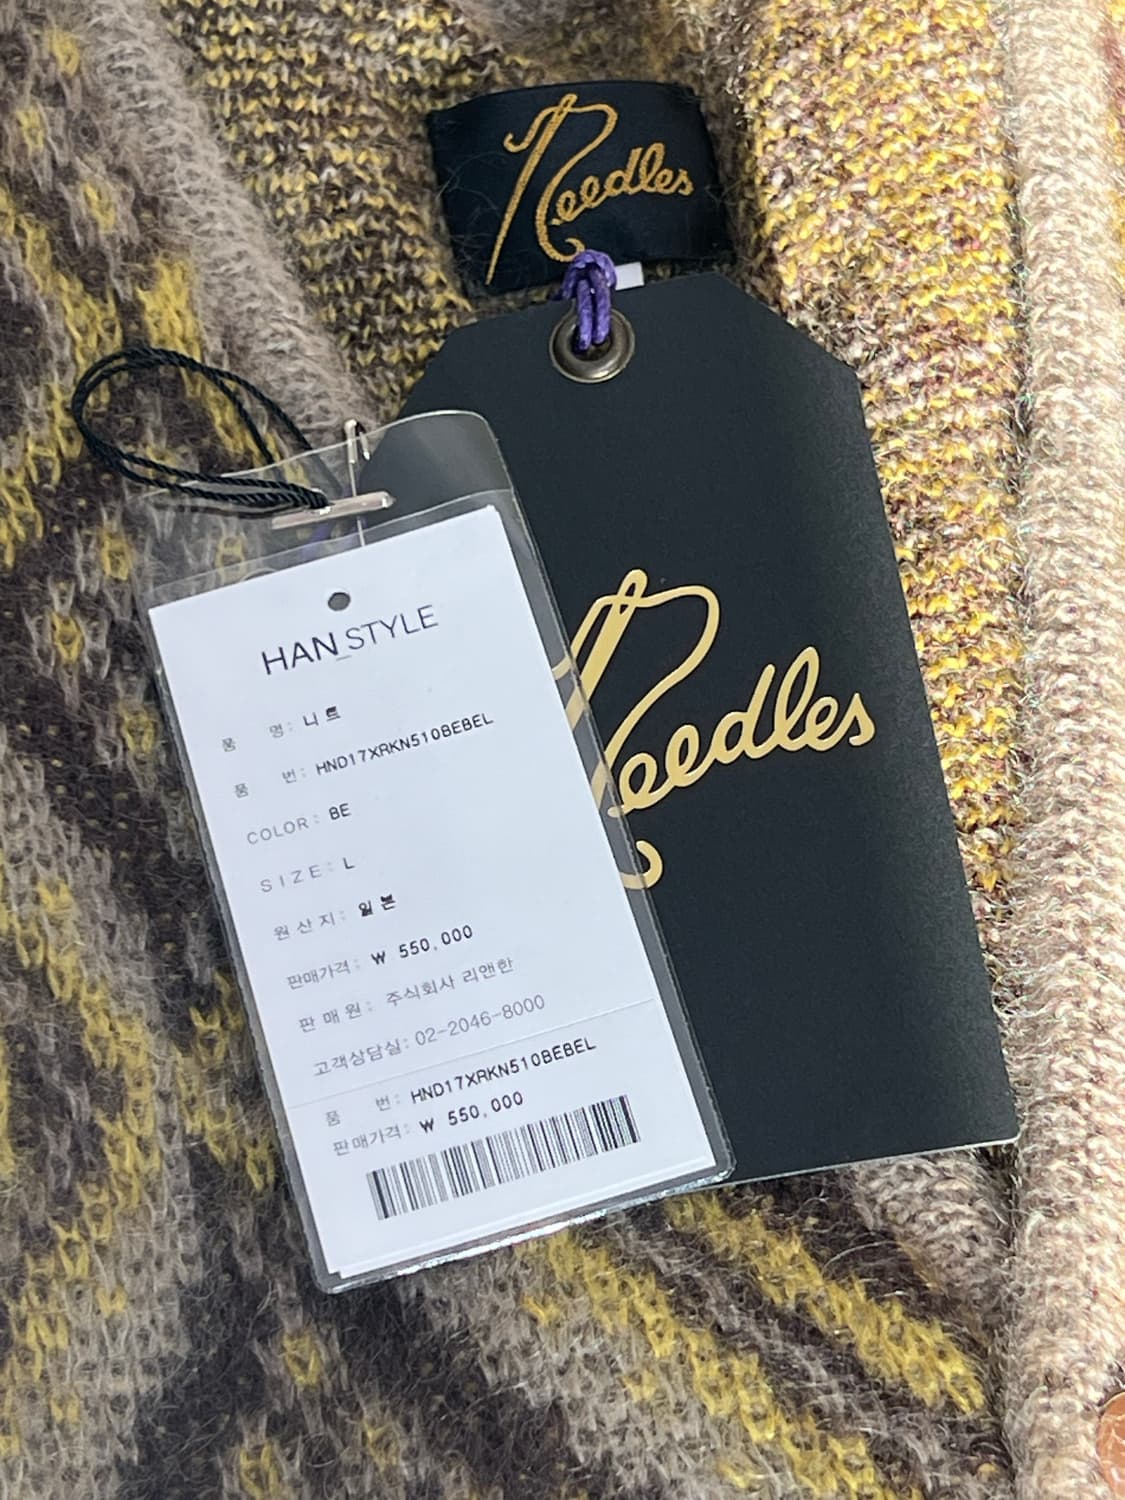 Needles
Needles
HAN_STYLE
품 명: 니트
품 번: HND17XRKN510BEBEL
COLOR: BE
SIZE: L
원산지: 일본
판매가격: ₩ 550,000
판매원: 주식회사 리앤한
고객상담실: 02-2046-8000
품 번: HND17XRKN510BEBEL
판매가격: ₩ 550,000